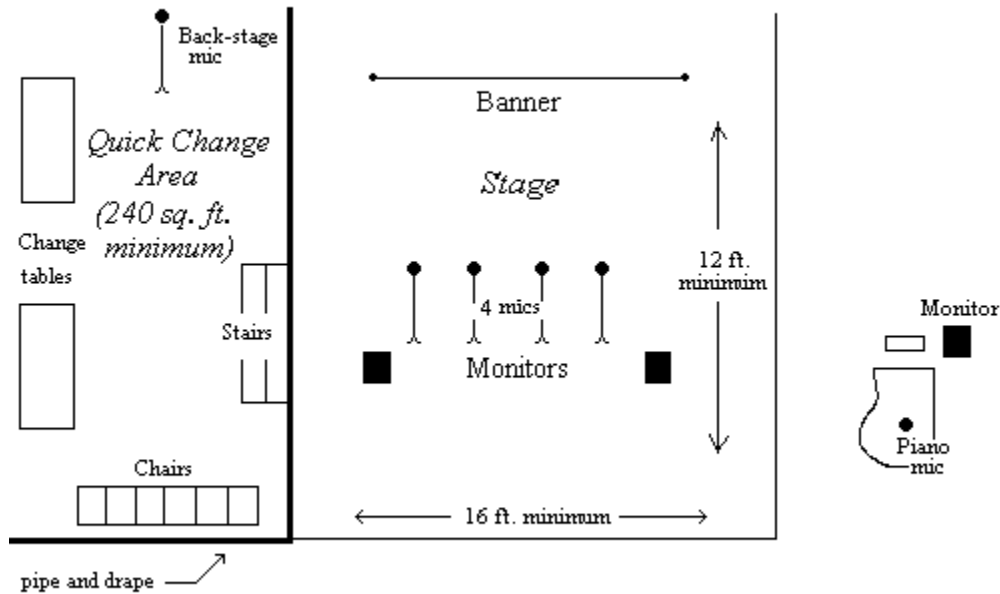 Back-stage
mic
Banner
Quick Change
Area
(240 sq. ft.
minimum)
Stage
Change
tables
12 ft.
minimim
4 mics
Monitor
Stairs
Monitors
Piano
mic
Chairs
16 ft. minimum
pipe and drape